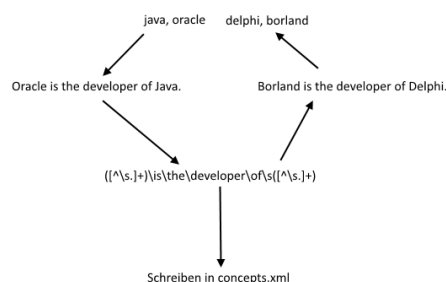 java, oracle
delphi, borland
Oracle is the developer of Java.
Borland is the developer of Delphi.
([^\s.]+)\is\the\developer\of\s([^\s.]+)
Schreiben in concepts.xml